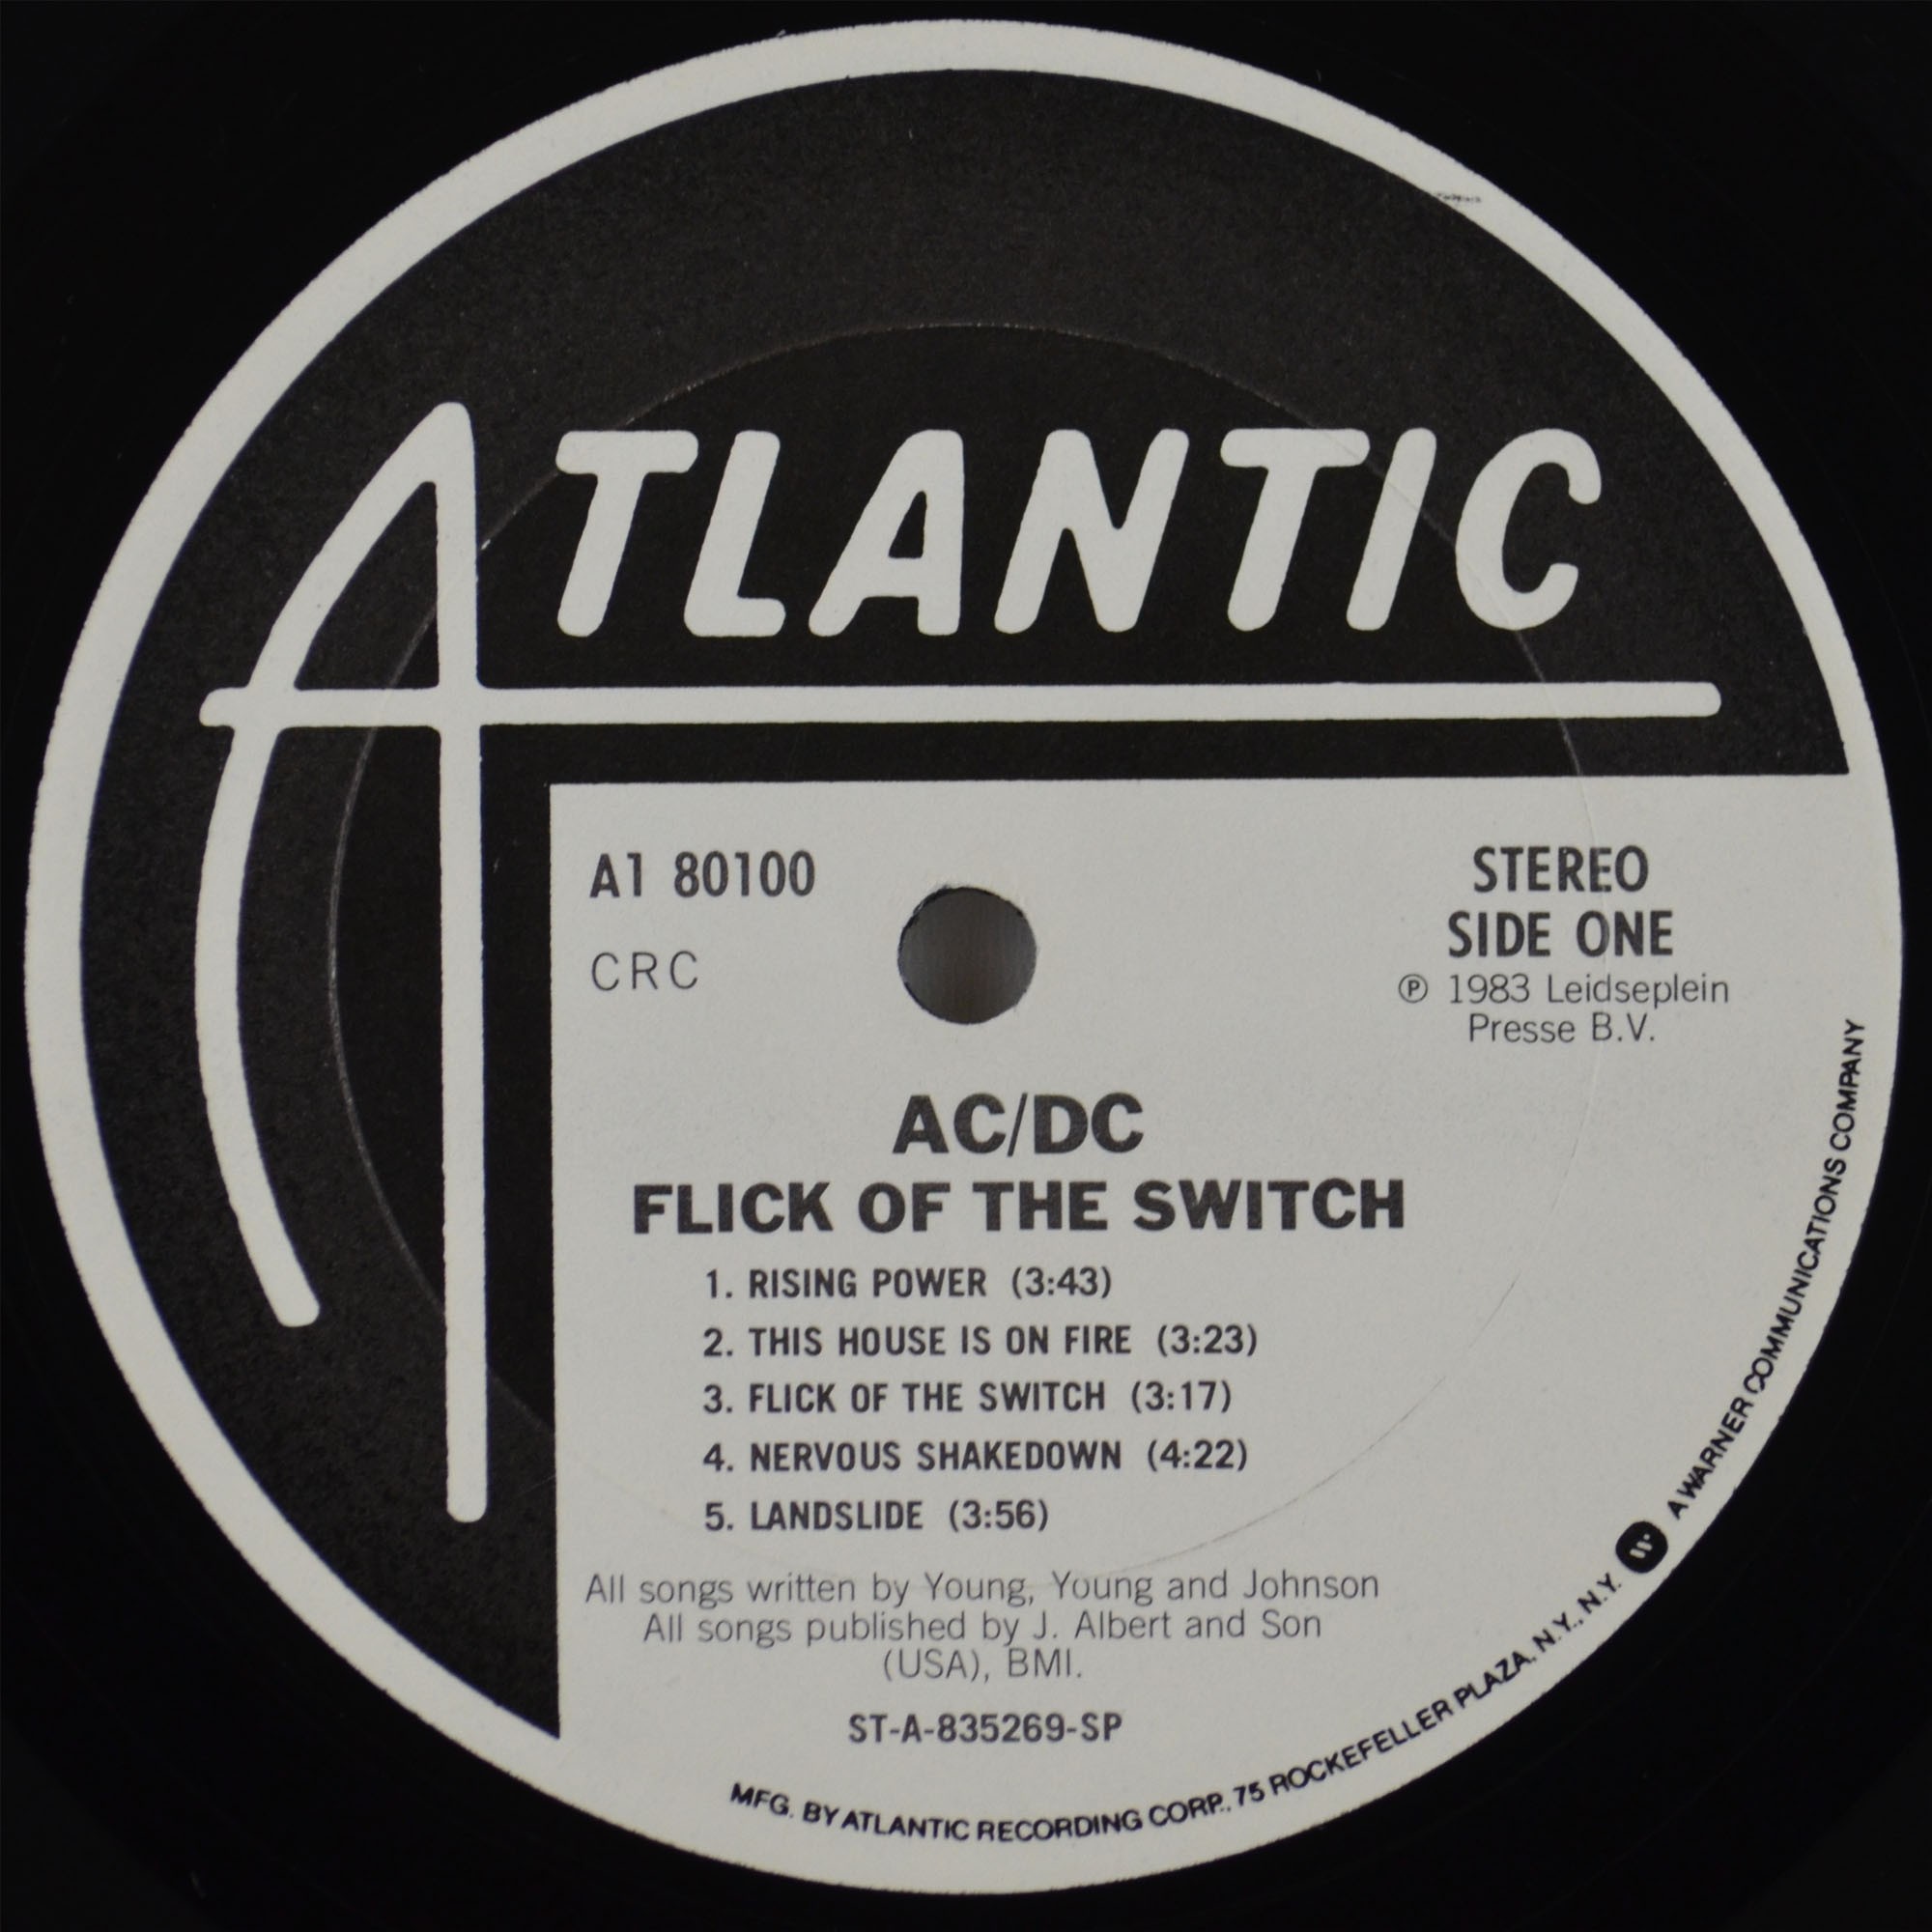 ATLANTIC
A1 80100
CRC
STEREO
SIDE ONE
℗ 1983 Leidseplein
Presse B.V.
AC/DC
FLICK OF THE SWITCH
1. RISING POWER (3:43)
2. THIS HOUSE IS ON FIRE (3:23)
3. FLICK OF THE SWITCH (3:17)
4. NERVOUS SHAKEDOWN (4:22)
5. LANDSLIDE (3:56)
All songs written by Young, Young and Johnson
All songs published by J. Albert and Son
(USA), BMI.
ST-A-835269-SP
MFG. BY ATLANTIC RECORDING CORP., 75 ROCKEFELLER PLAZA, N.Y., N.Y. W A WARNER COMMUNICATIONS COMPANY